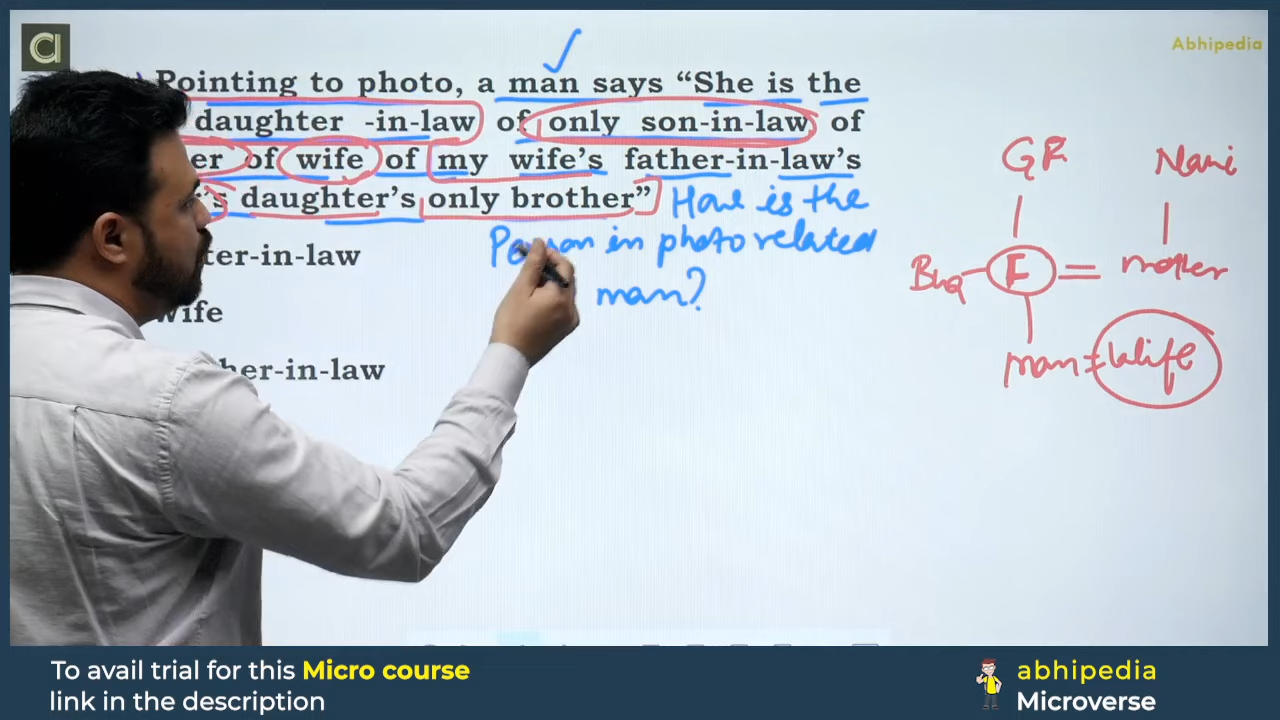 Abhipedia
Pointing to photo, a man says “She is the
daughter -in-law of only son-in-law of
er of wife of my wife’s father-in-law’s
r’s daughter’s only brother” How is the
Person in photo related
man?
ter-in-law
Wife
her-in-law
GF
Nani
Bua F = mother
man = wife
To avail trial for this Micro course
link in the description
abhipedia
Microverse